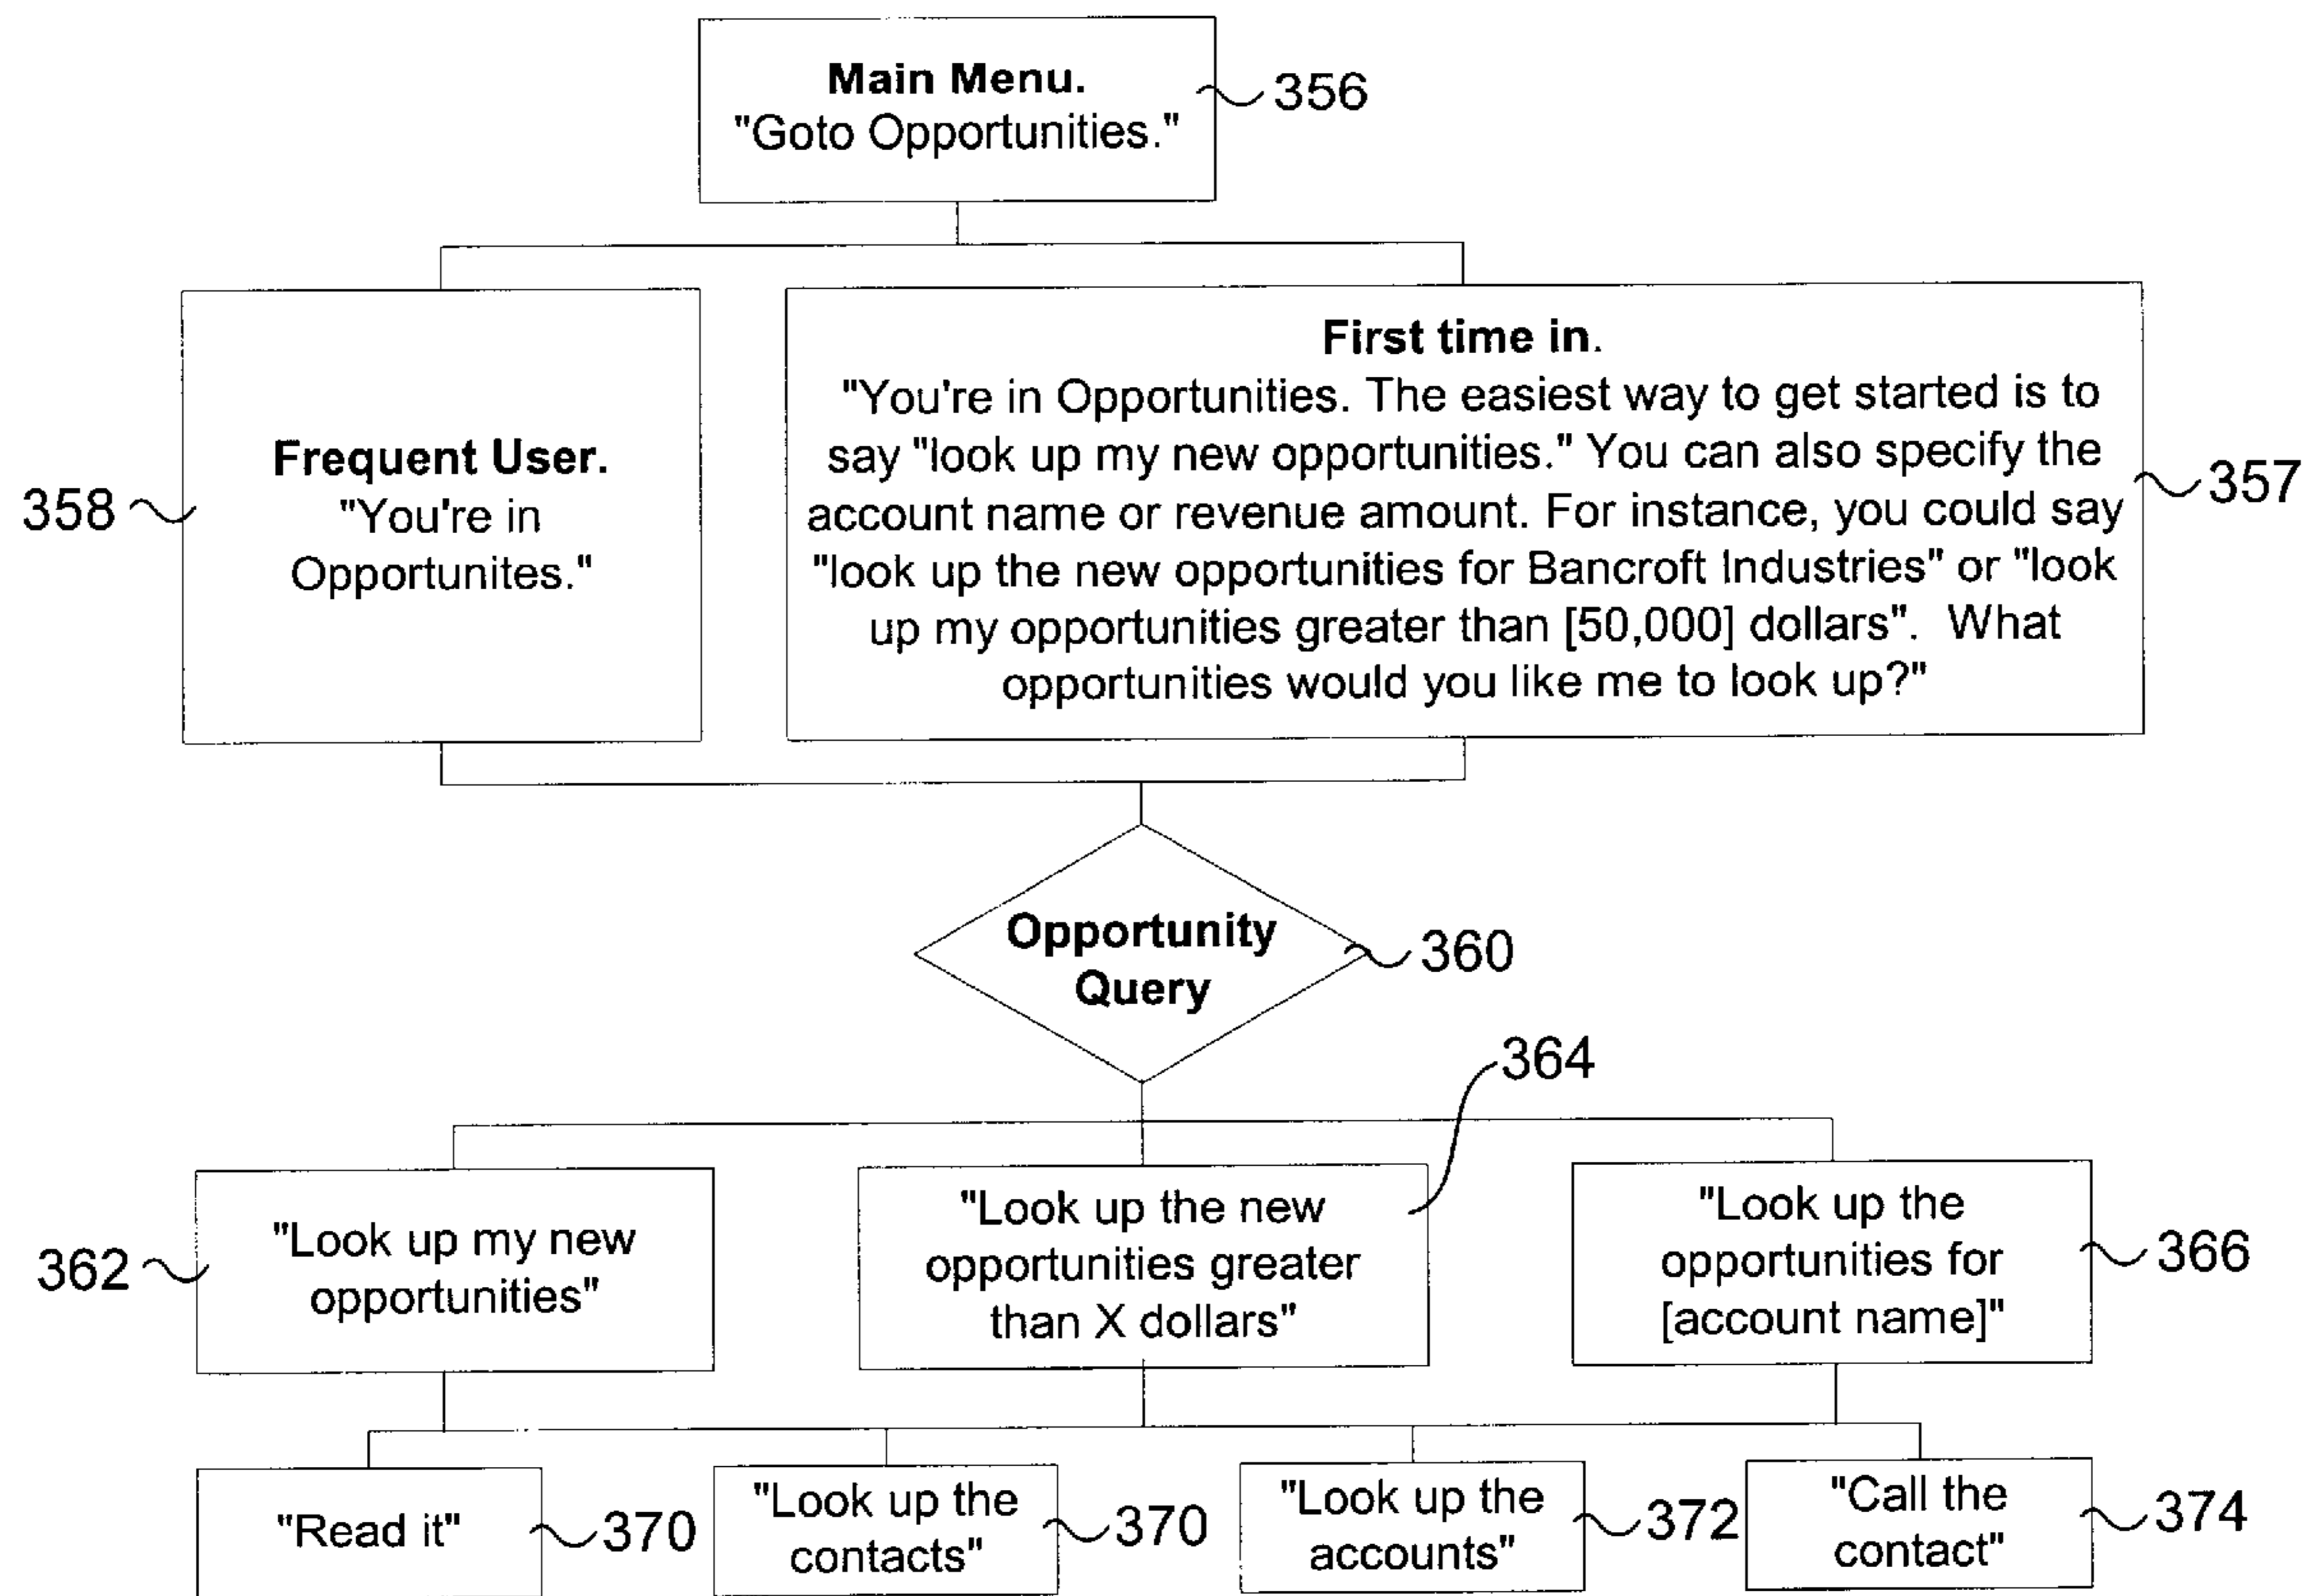 Main Menu.
"Goto Opportunities."
356
Frequent User.
"You're in
Opportunites."
358
First time in.
"You're in Opportunities. The easiest way to get started is to
say "look up my new opportunities." You can also specify the
account name or revenue amount. For instance, you could say
"look up the new opportunities for Bancroft Industries" or "look
up my opportunities greater than [50,000] dollars".  What
opportunities would you like me to look up?"
357
Opportunity
Query
360
362
"Look up my new
opportunities"
364
"Look up the new
opportunities greater
than X dollars"
"Look up the
opportunities for
[account name]"
366
"Read it"
370
"Look up the
contacts"
370
"Look up the
accounts"
372
"Call the
contact"
374